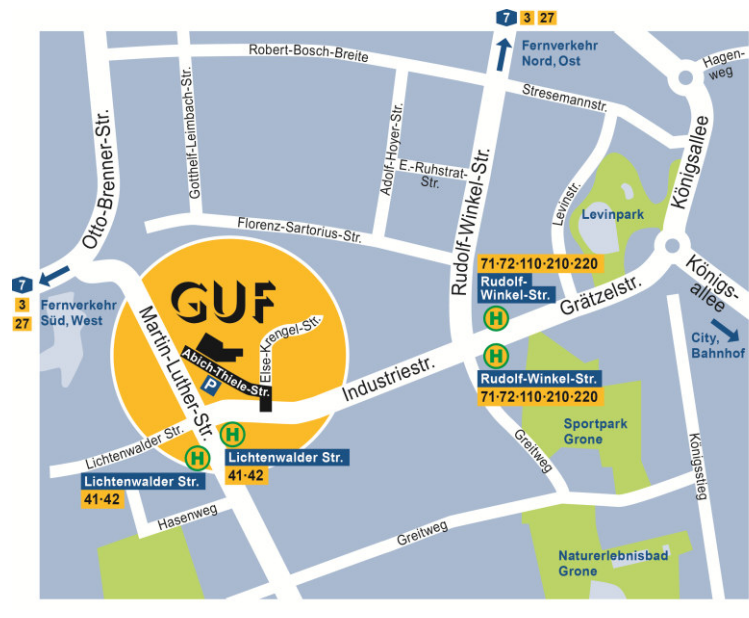 7 3 27
Fernverkehr
Nord, Ost
Robert-Bosch-Breite
Hagen-
weg
Stresemannstr.
Gotthelf-Leimbach-Str.
Adolf-Hoyer-Str.
E.-Ruhstrat-
Str.
Otto-Brenner-Str.
Königsallee
Levinstr.
Levinpark
Florenz-Sartorius-Str.
Rudolf-Winkel-Str.
71·72·110·210·220
Rudolf-
Winkel-Str.
H
Grätzelstr.
Königs-
allee
7
3
27
Fernverkehr
Süd, West
GUF
Martin-Luther-Str.
Else-Krengel-Str.
Abich-Thiele-Str.
P
City,
Bahnhof
Industriestr.
H
Rudolf-Winkel-Str.
71·72·110·210·220
Lichtenwalder Str.
H
Lichtenwalder Str.
41·42
H
Lichtenwalder Str.
41·42
Sportpark
Grone
Greitweg
Königsstieg
Hasenweg
Greitweg
Naturerlebnisbad
Grone